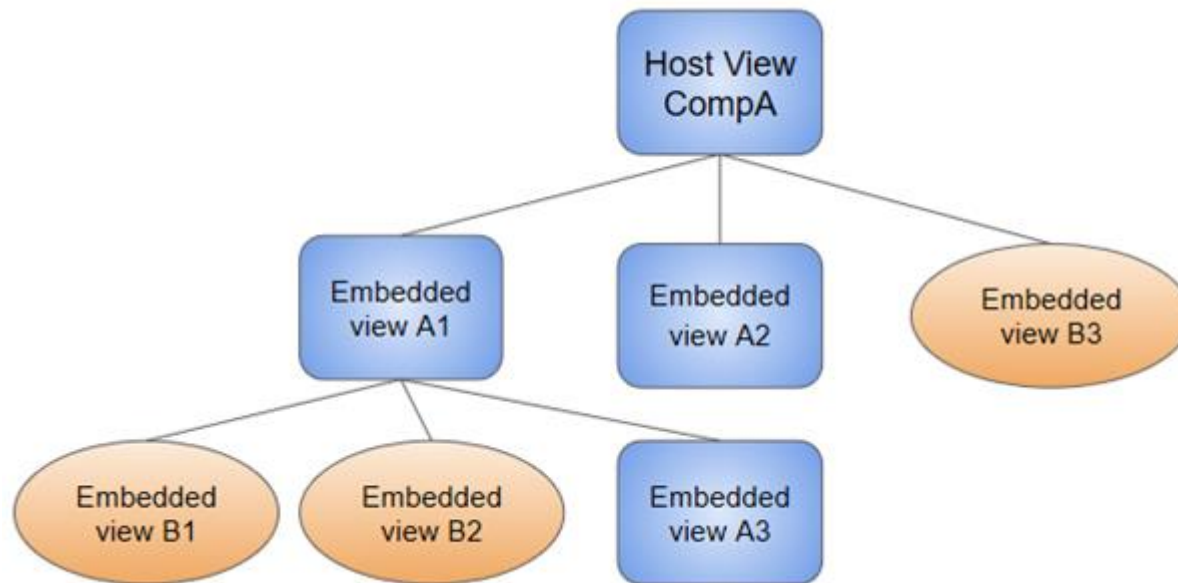 Host View
CompA
Embedded
view A1
Embedded
view A2
Embedded
view B3
Embedded
view B1
Embedded
view B2
Embedded
view A3